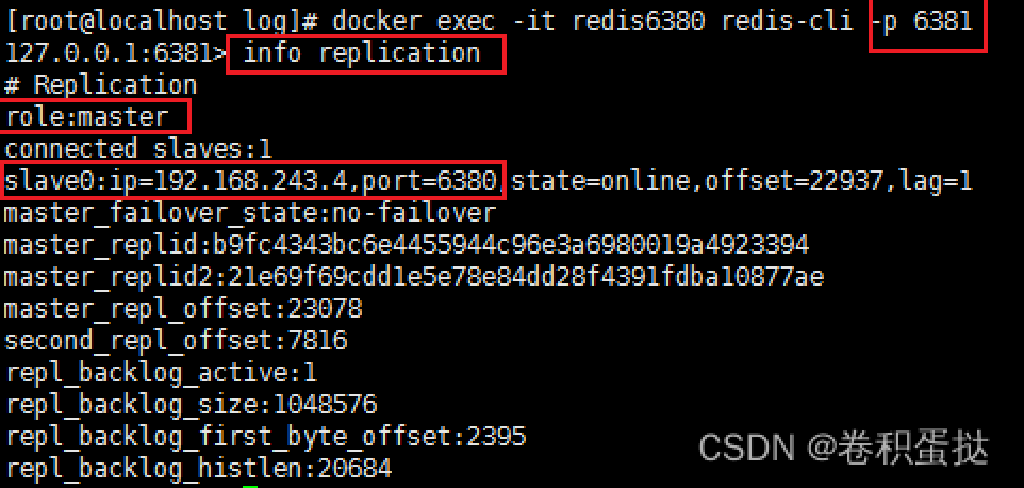 [root@localhost log]# docker exec -it redis6380 redis-cli -p 6381
127.0.0.1:6381> info replication
# Replication
role:master
connected_slaves:1
slave0:ip=192.168.243.4,port=6380,state=online,offset=22937,lag=1
master_failover_state:no-failover
master_replid:b9fc4343bc6e4455944c96e3a6980019a4923394
master_replid2:21e69f69cdd1e5e78e84dd28f4391fdba10877ae
master_repl_offset:23078
second_repl_offset:7816
repl_backlog_active:1
repl_backlog_size:1048576
repl_backlog_first_byte_offset:2395
repl_backlog_histlen:20684
CSDN @卷积蛋挞